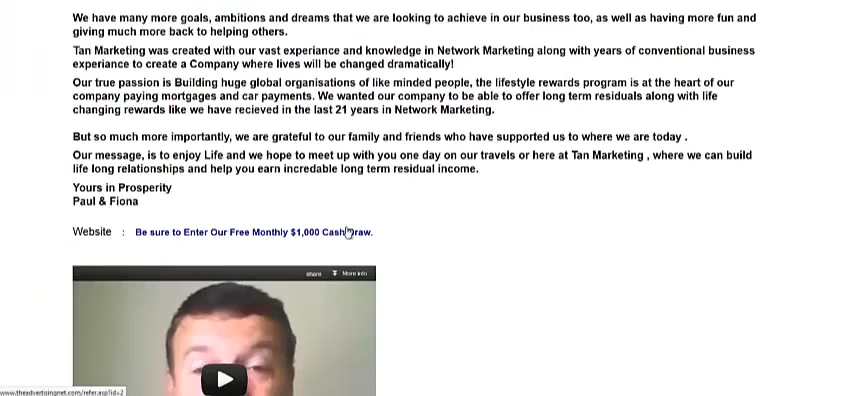 We have many more goals, ambitions and dreams that we are looking to achieve in our business too, as well as having more fun and
giving much more back to helping others.
Tan Marketing was created with our vast experiance and knowledge in Network Marketing along with years of conventional business
experiance to create a Company where lives will be changed dramatically!
Our true passion is Building huge global organisations of like minded people, the lifestyle rewards program is at the heart of our
company paying mortgages and car payments. We wanted our company to be able to offer long term residuals along with life
changing rewards like we have recieved in the last 21 years in Network Marketing.
But so much more importantly, we are grateful to our family and friends who have supported us to where we are today .
Our message, is to enjoy Life and we hope to meet up with you one day on our travels or here at Tan Marketing , where we can build
life long relationships and help you earn incredable long term residual income.
Yours in Prosperity
Paul & Fiona
Website : Be sure to Enter Our Free Monthly $1,000 Cash Draw.
share More info
www.theadvertisingnet.com/refer.asp?id=2